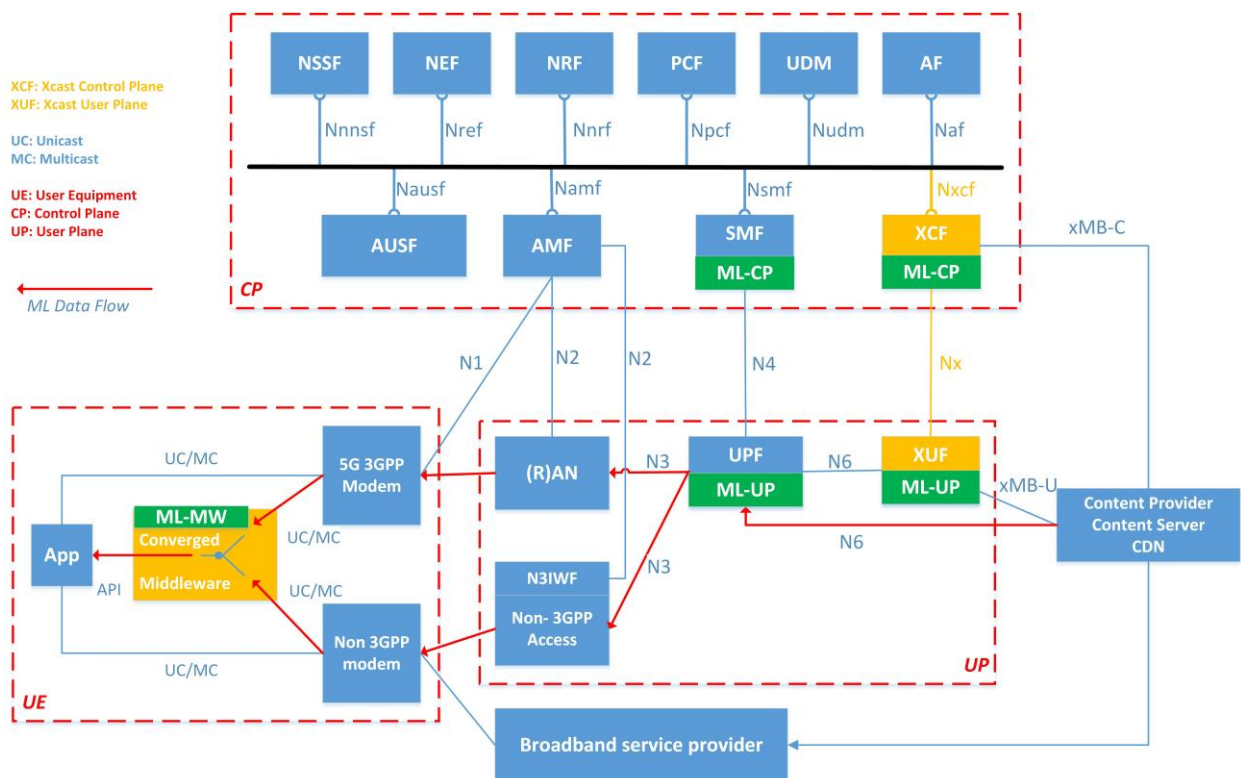 NSSF
NEF
NRF
PCF
UDM
AF
XCF: Xcast Control Plane
XUF: Xcast User Plane
UC: Unicast
MC: Multicast
UE: User Equipment
CP: Control Plane
UP: User Plane
ML Data Flow
Nnnsf
Nref
Nnrf
Npcf
Nudm
Naf
Nausf
Namf
Nsmf
Nxcf
AUSF
AMF
SMF
ML-CP
XCF
ML-CP
xMB-C
CP
N1
N2
N2
N4
Nx
UC/MC
5G 3GPP
Modem
(R)AN
N3
UPF
ML-UP
N6
XUF
ML-UP
xMB-U
Content Provider
Content Server
CDN
N6
ML-MW
Converged
Middleware
UC/MC
App
API
UC/MC
N3
N3IWF
Non- 3GPP
Access
Non 3GPP
modem
UC/MC
UE
UP
Broadband service provider